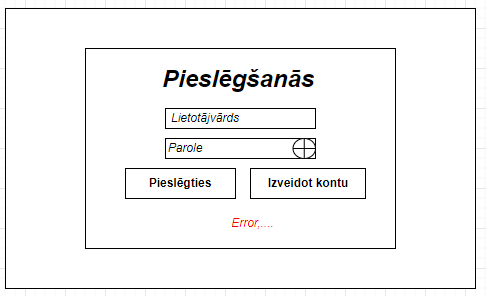 Pieslēgšanās
Lietotājvārds
Parole
Pieslēgties Izveidot kontu
Error,....